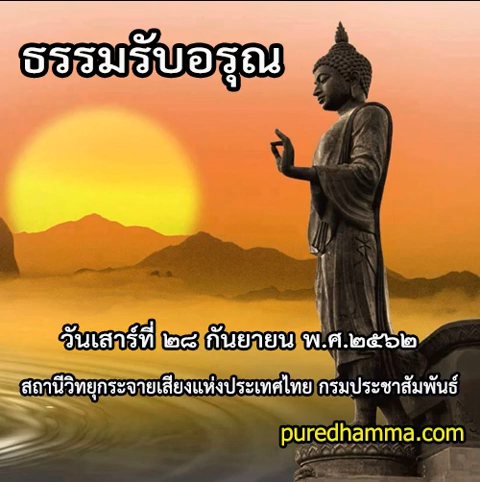 ธรรมรับอรุณ
วันเสาร์ที่ ๒๘ กันยายน พ.ศ.๒๕๖๒
สถานีวิทยุกระจายเสียงแห่งประเทศไทย กรมประชาสัมพันธ์
puredhamma.com